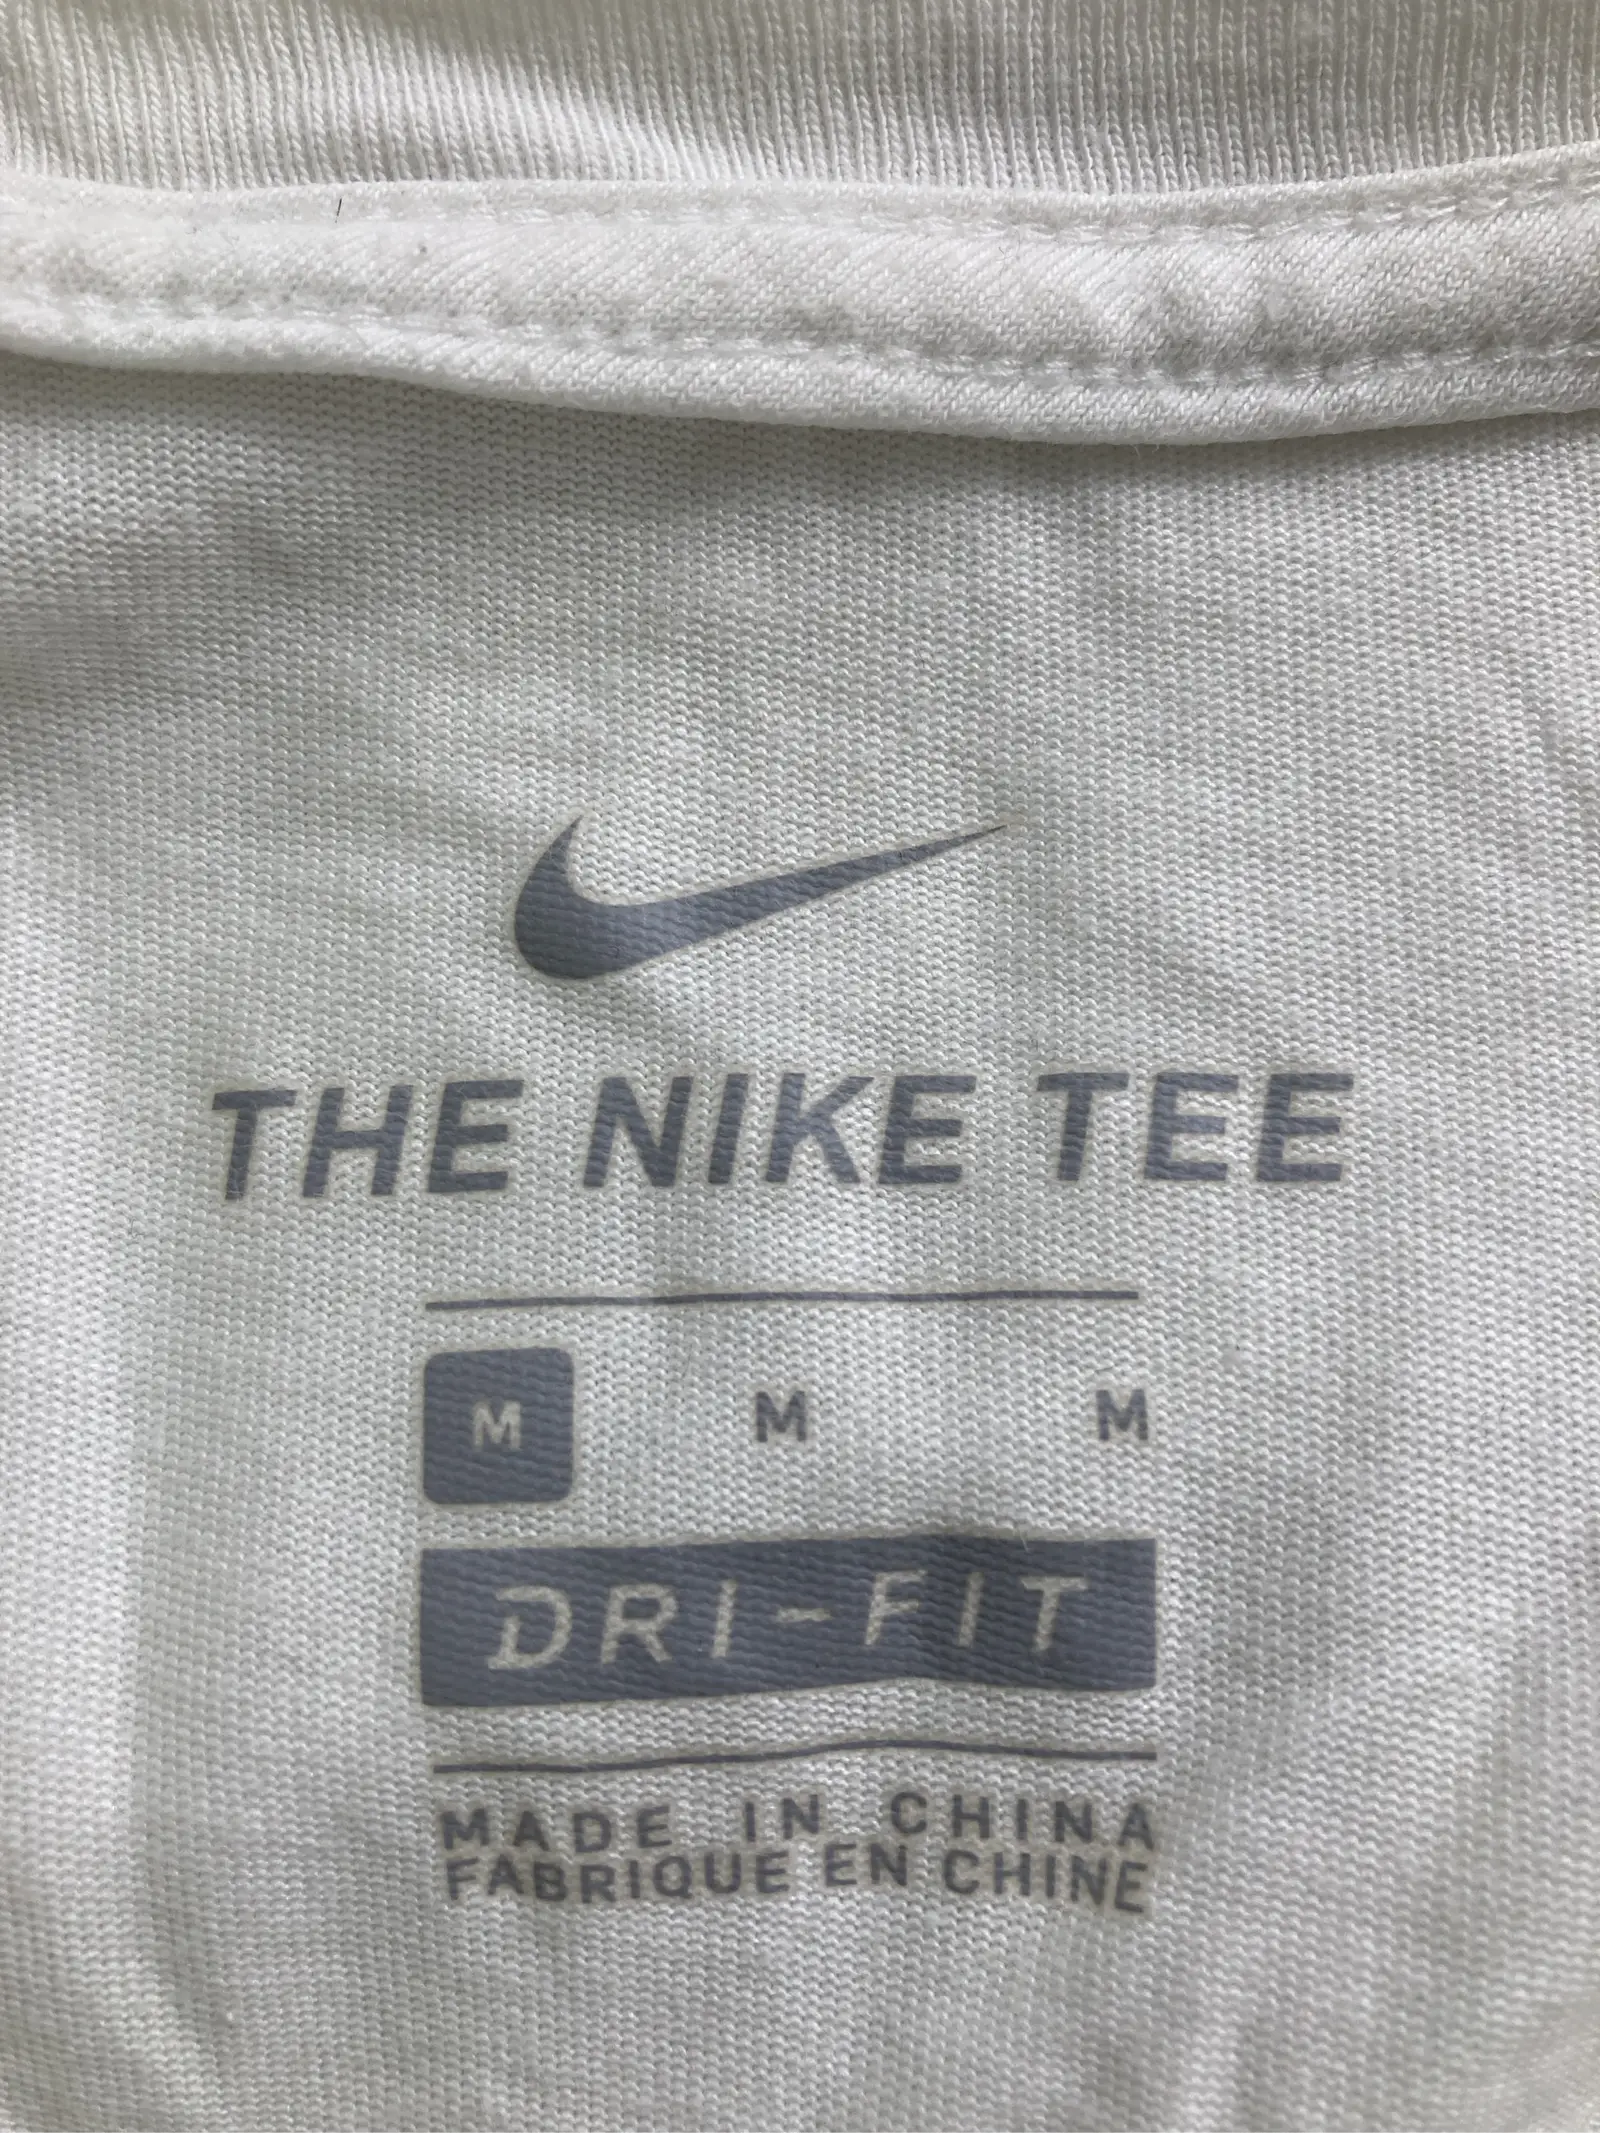 THE NIKE TEE
M M M
DRI-FIT
MADE IN CHINA
FABRIQUE EN CHINE